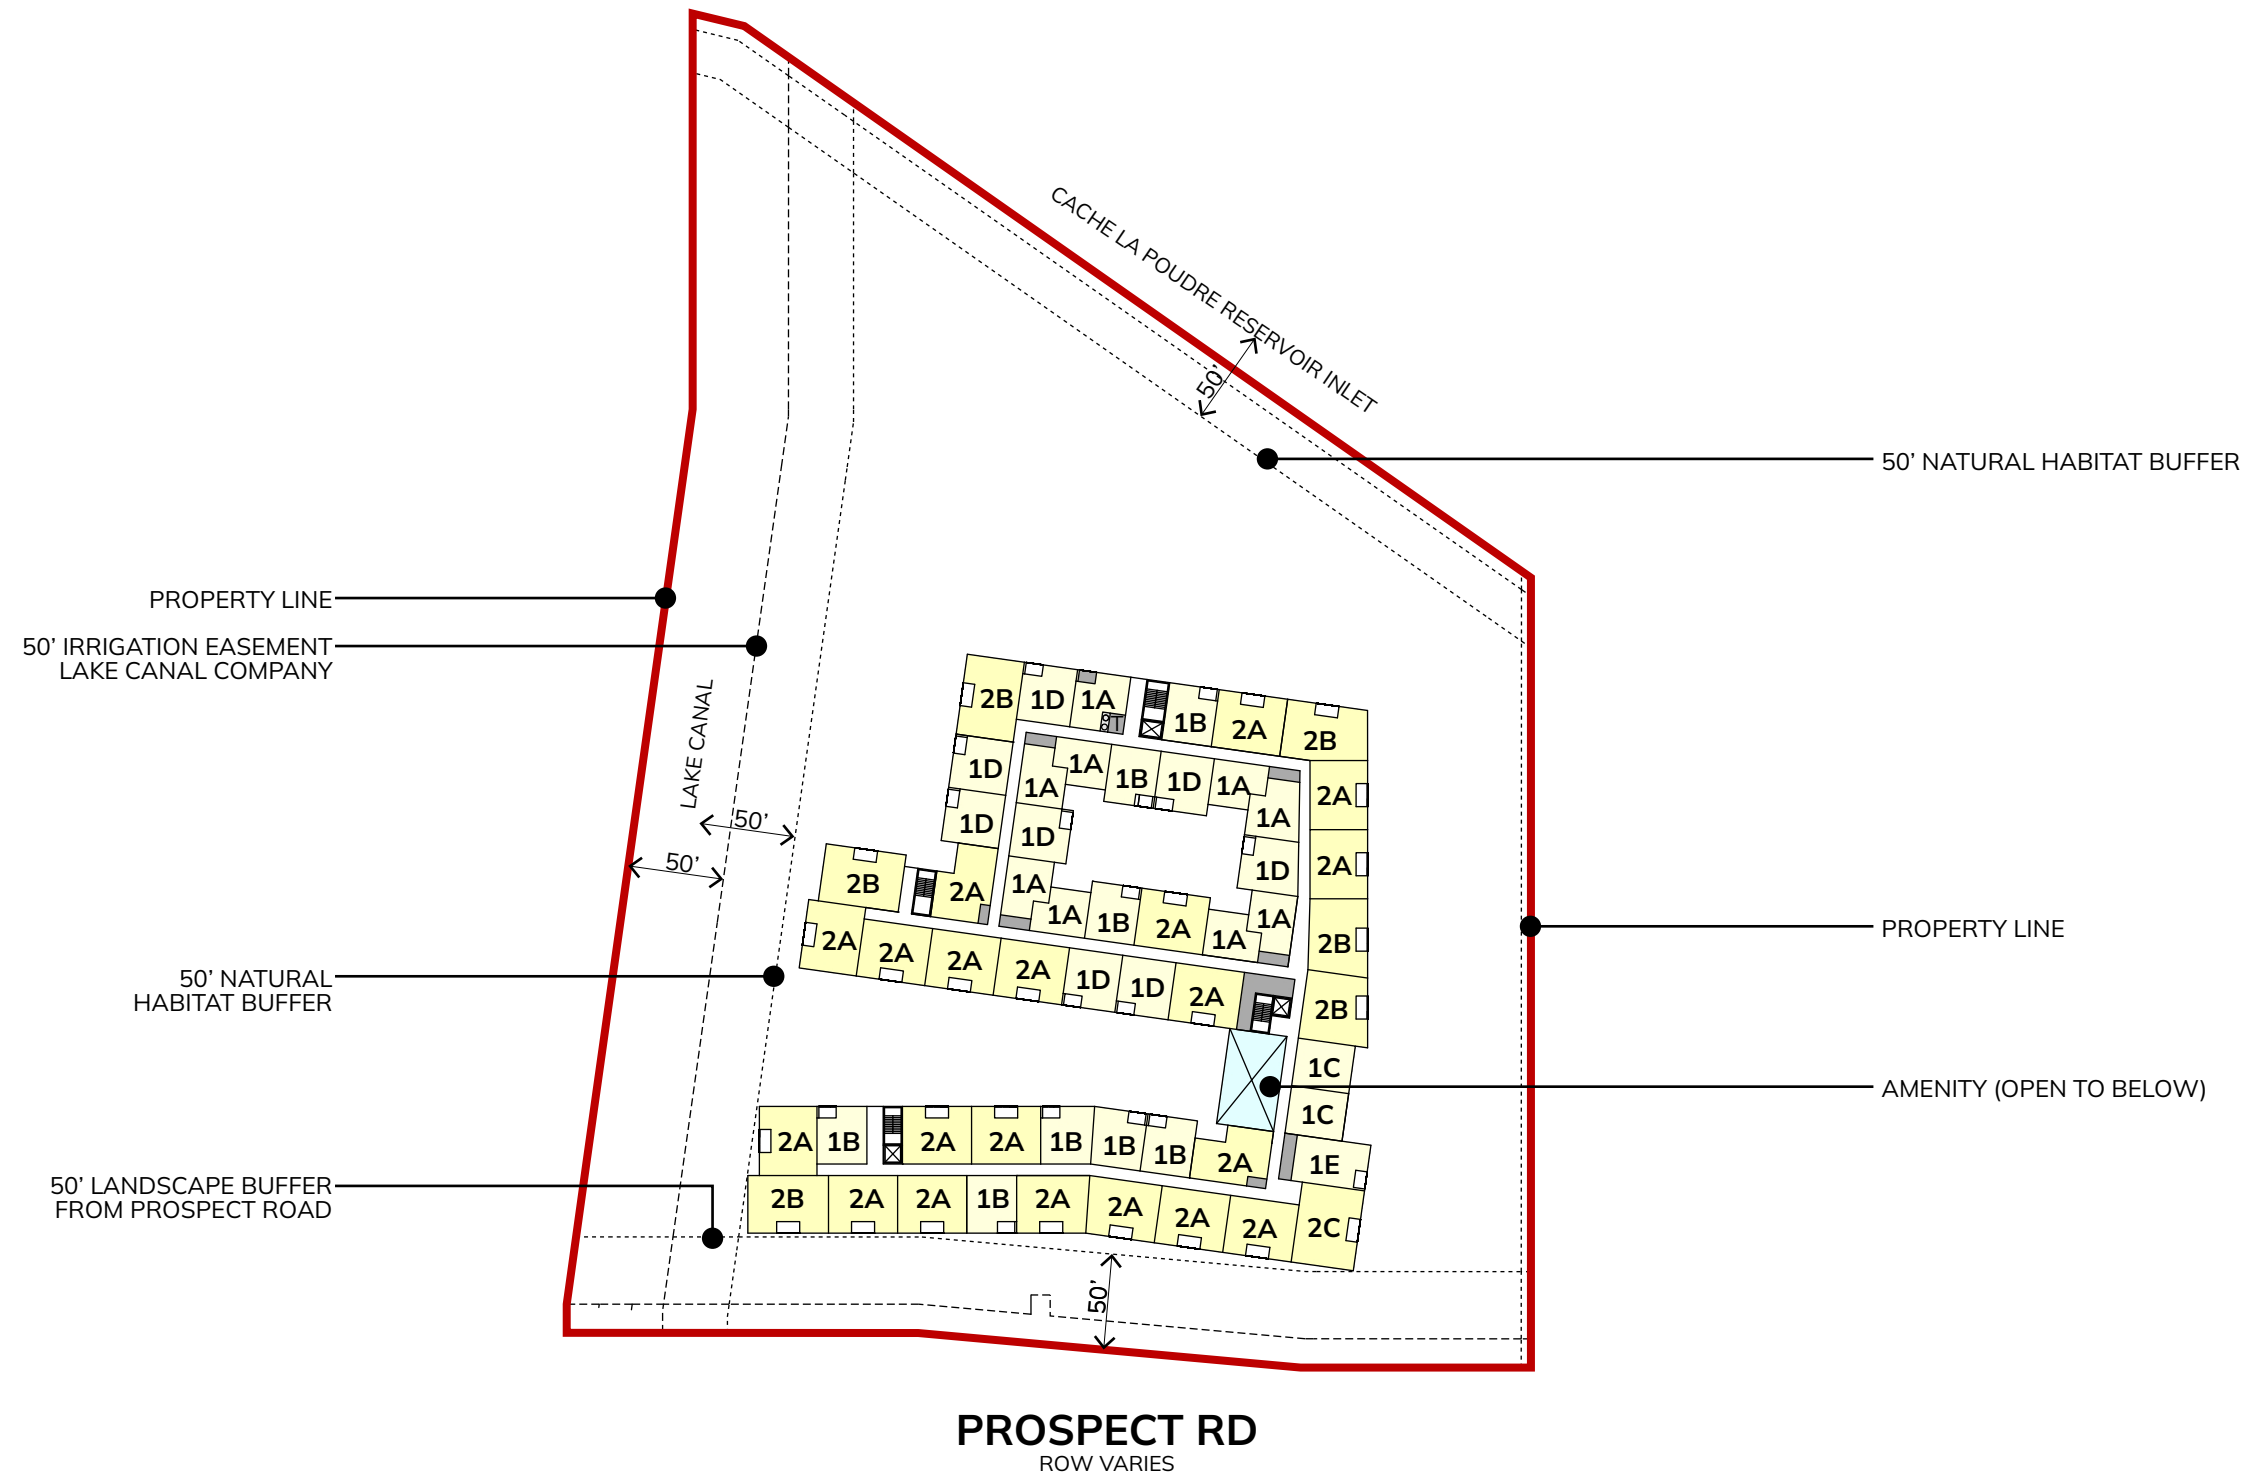 CACHE LA POUDRE RESERVOIR INLET
50’
50’ NATURAL HABITAT BUFFER
PROPERTY LINE
50’ IRRIGATION EASEMENT
LAKE CANAL COMPANY
LAKE CANAL
50’
50’
2B
1D
1A
T
1B
2A
2B
1D
1A
1A
1B
1D
1A
2A
1D
1D
1A
1A
2A
2B
2A
1A
1D
1A
1B
2A
1A
1A
2B
2A
2A
2A
2A
1D
1D
2A
2B
PROPERTY LINE
50’ NATURAL
HABITAT BUFFER
1C
1C
AMENITY (OPEN TO BELOW)
2A
1B
2A
2A
1B
1B
1B
2A
1E
2B
2A
2A
1B
2A
2A
2A
2A
2C
50’ LANDSCAPE BUFFER
FROM PROSPECT ROAD
50’
PROSPECT RD
ROW VARIES